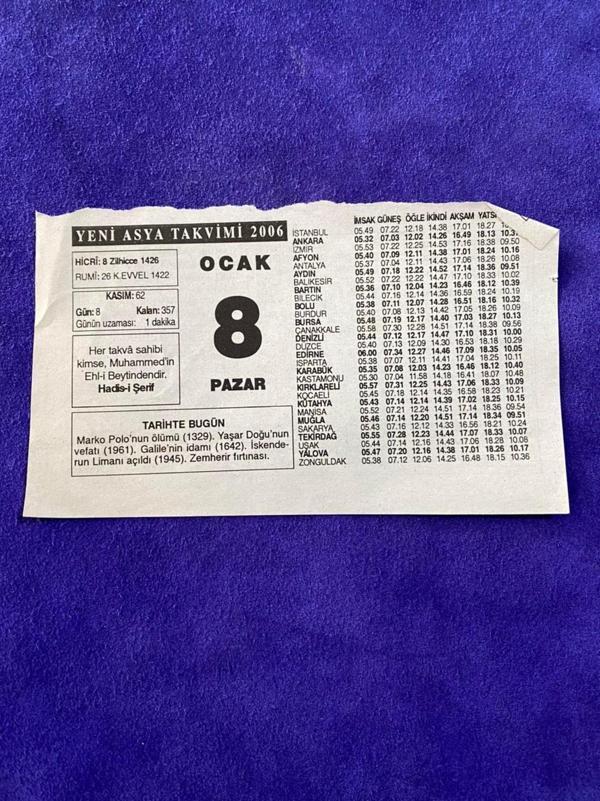 YENİ ASYA TAKVİMİ 2006
HİCRİ: 8 Zilhicce 1426
RUMİ: 26 K.EVVEL 1422
KASIM: 62
Gün: 8 Kalan: 357
Günün uzaması: 1 dakika
Her takvâ sahibi
kimse, Muhammed'in
Ehl-i Beytindendir.
Hadis-i Şerif
OCAK
8
PAZAR
TARİHTE BUGÜN
Marko Polo'nun ölümü (1329). Yaşar Doğu'nun
vefatı (1961). Galile'nin idamı (1642). İskende-
run Limanı açıldı (1945). Zemherir fırtınası.
İMSAK GÜNEŞ ÖĞLE İKİNDİ AKŞAM YATSI
İSTANBUL 05.49 07.22 12.18 14.38 17.01 18.27
ANKARA 05.32 07.03 12.02 14.26 16.49 18.13 10.37
İZMİR 05.53 07.22 12.25 14.53 17.16 18.38 09.50
AFYON 05.40 07.09 12.11 14.38 17.01 18.24 10.16
ANTALYA 05.37 07.04 12.11 14.43 17.06 18.26 10.08
AYDIN 05.49 07.18 12.22 14.52 17.14 18.36 09.51
BALIKESİR 05.52 07.22 12.22 14.47 17.10 18.33 10.02
BARTIN 05.36 07.10 12.04 14.23 16.46 18.12 10.39
BİLECİK 05.44 07.16 12.14 14.36 16.59 18.24 10.19
BOLU 05.38 07.11 12.07 14.28 16.51 18.16 10.32
BURDUR 05.40 07.08 12.13 14.42 17.05 18.26 10.09
BURSA 05.48 07.19 12.17 14.40 17.03 18.27 10.13
ÇANAKKALE 05.58 07.30 12.28 14.51 17.14 18.38 09.56
DENİZLİ 05.44 07.12 12.17 14.47 17.10 18.31 10.00
DÜZCE 05.40 07.13 12.09 14.30 16.53 18.18 10.29
EDİRNE 06.00 07.34 12.27 14.46 17.09 18.35 10.05
ISPARTA 05.38 07.07 12.11 14.41 17.04 18.25 10.11
KARABÜK 05.35 07.08 12.03 14.23 16.46 18.12 10.40
KASTAMONU 05.30 07.04 11.58 14.18 16.41 18.07 10.48
KIRKLARELİ 05.57 07.31 12.25 14.43 17.06 18.33 10.09
KOCAELİ 05.45 07.18 12.14 14.35 16.58 18.23 10.21
KÜTAHYA 05.43 07.14 12.14 14.39 17.02 18.25 10.15
MANİSA 05.52 07.21 12.24 14.51 17.14 18.36 09.54
MUĞLA 05.46 07.14 12.20 14.51 17.14 18.34 09.51
SAKARYA 05.43 07.16 12.12 14.33 16.56 18.21 10.24
TEKİRDAĞ 05.55 07.28 12.23 14.44 17.07 18.33 10.07
UŞAK 05.44 07.14 12.16 14.43 17.06 18.28 10.08
YALOVA 05.47 07.20 12.16 14.38 17.01 18.26 10.17
ZONGULDAK 05.38 07.12 12.06 14.25 16.48 18.15 10.36